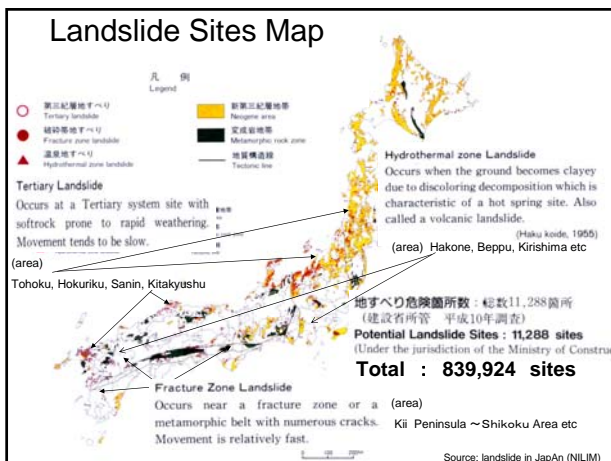 Landslide Sites Map
凡 例
Legend
第三紀層地すべり
Tertiary landslide
破砕帯地すべり
Fracture zone landslide
温泉地すべり
Hydrothermal zone landslide
新第三紀層地帯
Neogene area
変成岩地帯
Metamorphic rock zone
地質構造線
Tectonic line
Tertiary Landslide
Occurs at a Tertiary system site with
softrock prone to rapid weathering.
Movement tends to be slow.
(area)
Tohoku, Hokuriku, Sanin, Kitakyushu
Hydrothermal zone Landslide
Occurs when the ground becomes clayey
due to discoloring decomposition which is
characteristic of a hot spring site. Also
called a volcanic landslide.
(Haku koide, 1955)
(area) Hakone, Beppu, Kirishima etc
地すべり危険箇所数：総数11,288箇所
(建設省所管 平成10年調査)
Potential Landslide Sites : 11,288 sites
(Under the jurisdiction of the Ministry of Construc
Total : 839,924 sites
Fracture Zone Landslide
Occurs near a fracture zone or a
metamorphic belt with numerous cracks.
Movement is relatively fast.
(area)
Kii Peninsula ~ Shikoku Area etc
Source: landslide in JapAn (NILIM)